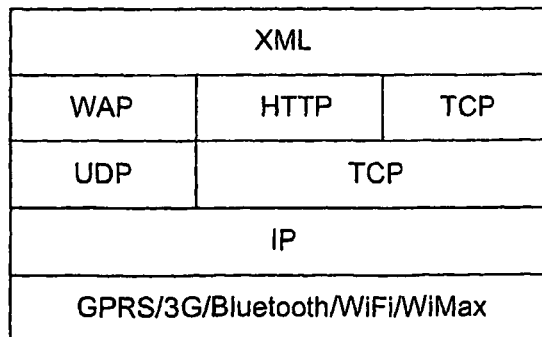 XML
WAP HTTP TCP
UDP TCP
IP
GPRS/3G/Bluetooth/WiFi/WiMax